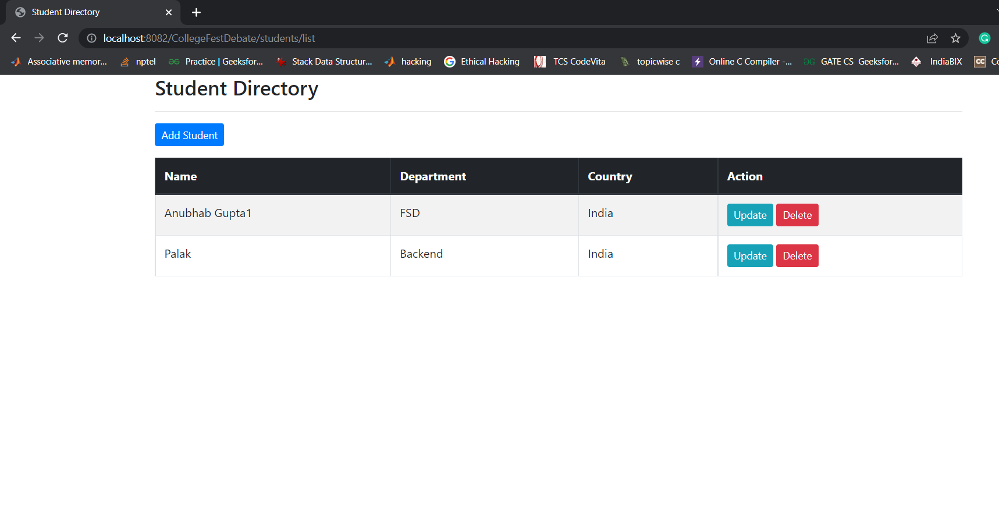 Student Directory
localhost:8082/CollegeFestDebate/students/list
Associative memor... nptel Practice | Geeksfor... Stack Data Structur... hacking Ethical Hacking TCS CodeVita topicwise c Online C Compiler -... GATE CS Geeksfor... IndiaBIX
Student Directory
Add Student
Name Department Country Action
Anubhab Gupta1 FSD India Update Delete
Palak Backend India Update Delete